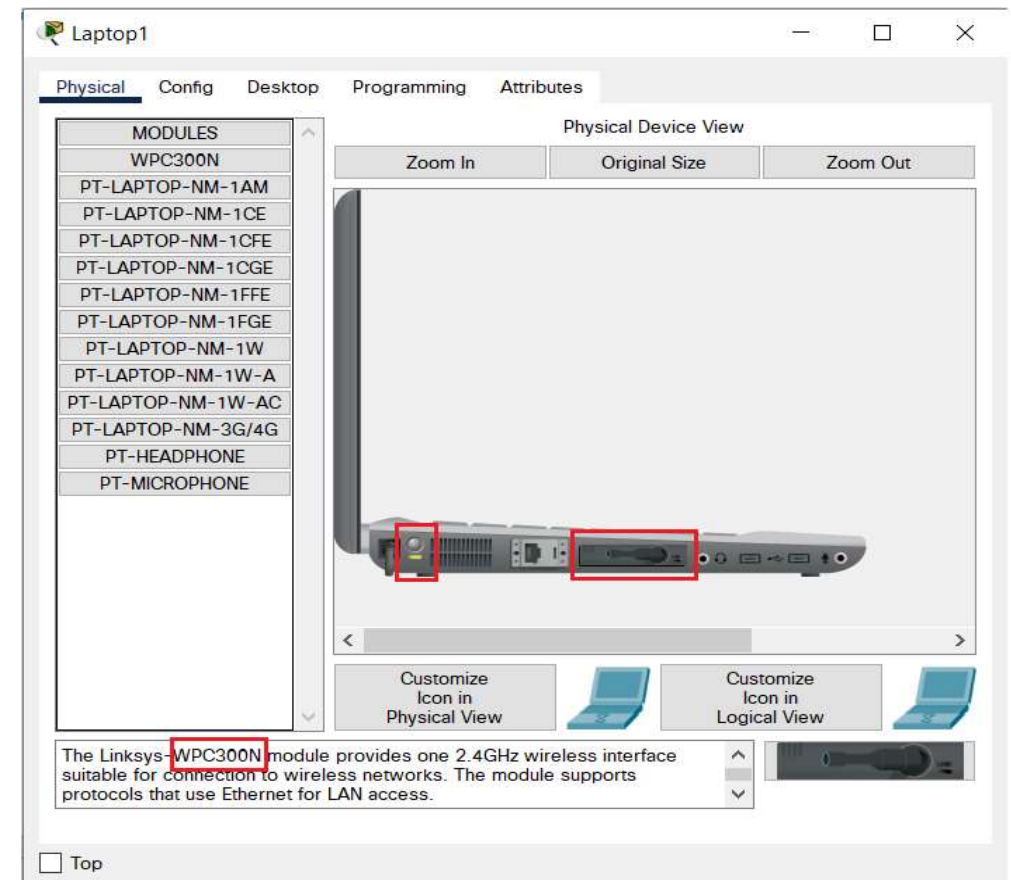 Laptop1
Physical Config Desktop Programming Attributes
MODULES
WPC300N
PT-LAPTOP-NM-1AM
PT-LAPTOP-NM-1CE
PT-LAPTOP-NM-1CFE
PT-LAPTOP-NM-1CGE
PT-LAPTOP-NM-1FFE
PT-LAPTOP-NM-1FGE
PT-LAPTOP-NM-1W
PT-LAPTOP-NM-1W-A
PT-LAPTOP-NM-1W-AC
PT-LAPTOP-NM-3G/4G
PT-HEADPHONE
PT-MICROPHONE
Physical Device View
Zoom In Original Size Zoom Out
Customize
Icon in
Physical View
Customize
Icon in
Logical View
The Linksys-WPC300N module provides one 2.4GHz wireless interface
suitable for connection to wireless networks. The module supports
protocols that use Ethernet for LAN access.
Top